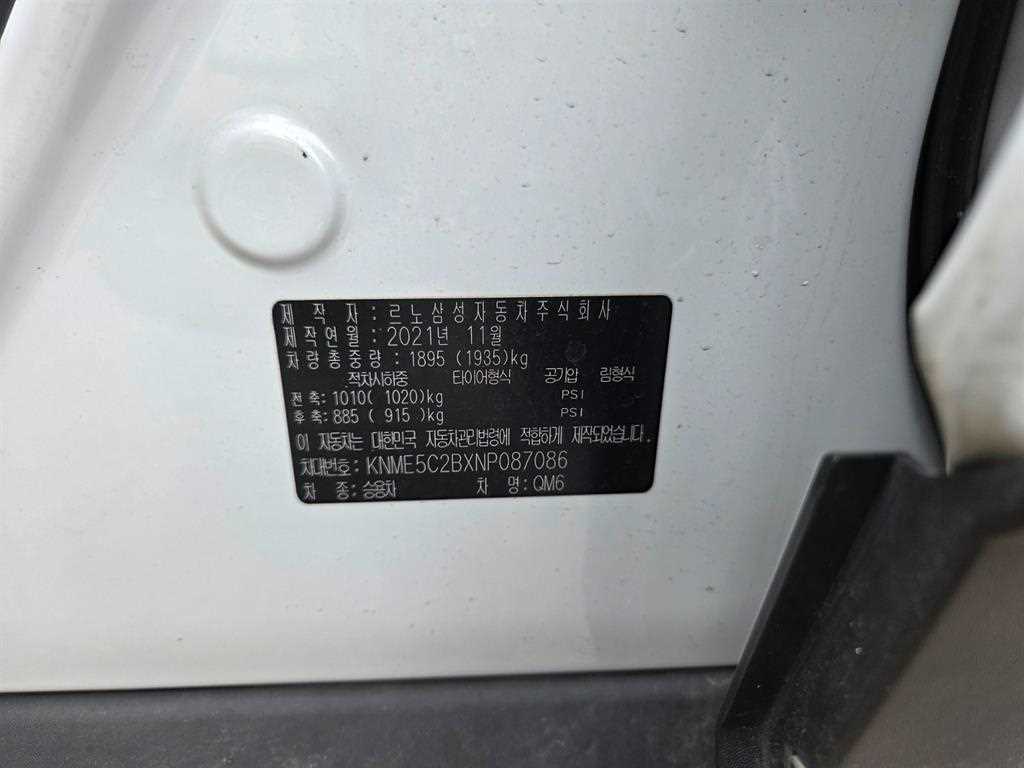 제 작 자 : 르노삼성자동차주식회사
제작연월 : 2021년 11월
차량총중량 : 1895 (1935)kg
적차시하중 타이어형식 공기압 림형식
전 축: 1010( 1020)kg PSI
후 축: 885 ( 915)kg PSI
이 자동차는 대한민국 자동차관리법령에 적합하게 제작되었습니다.
차대번호: KNME5C2BXNP087086
차 종: 승용차 차 명: QM6